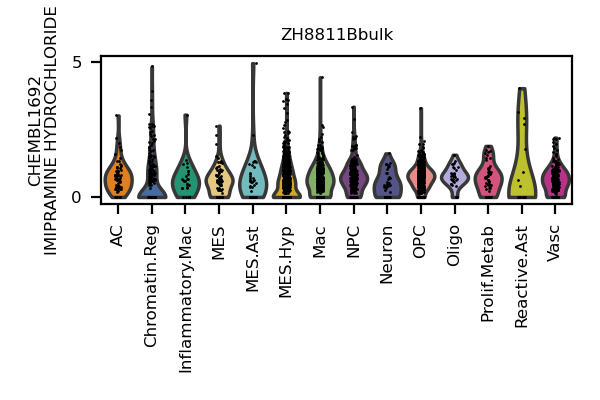 ZH8811Bbulk
CHEMBL1692
IMIPRAMINE HYDROCHLORIDE
5
0
AC
Chromatin.Reg
Inflammatory.Mac
MES
MES.Ast
MES.Hyp
Mac
NPC
Neuron
OPC
Oligo
Prolif.Metab
Reactive.Ast
Vasc